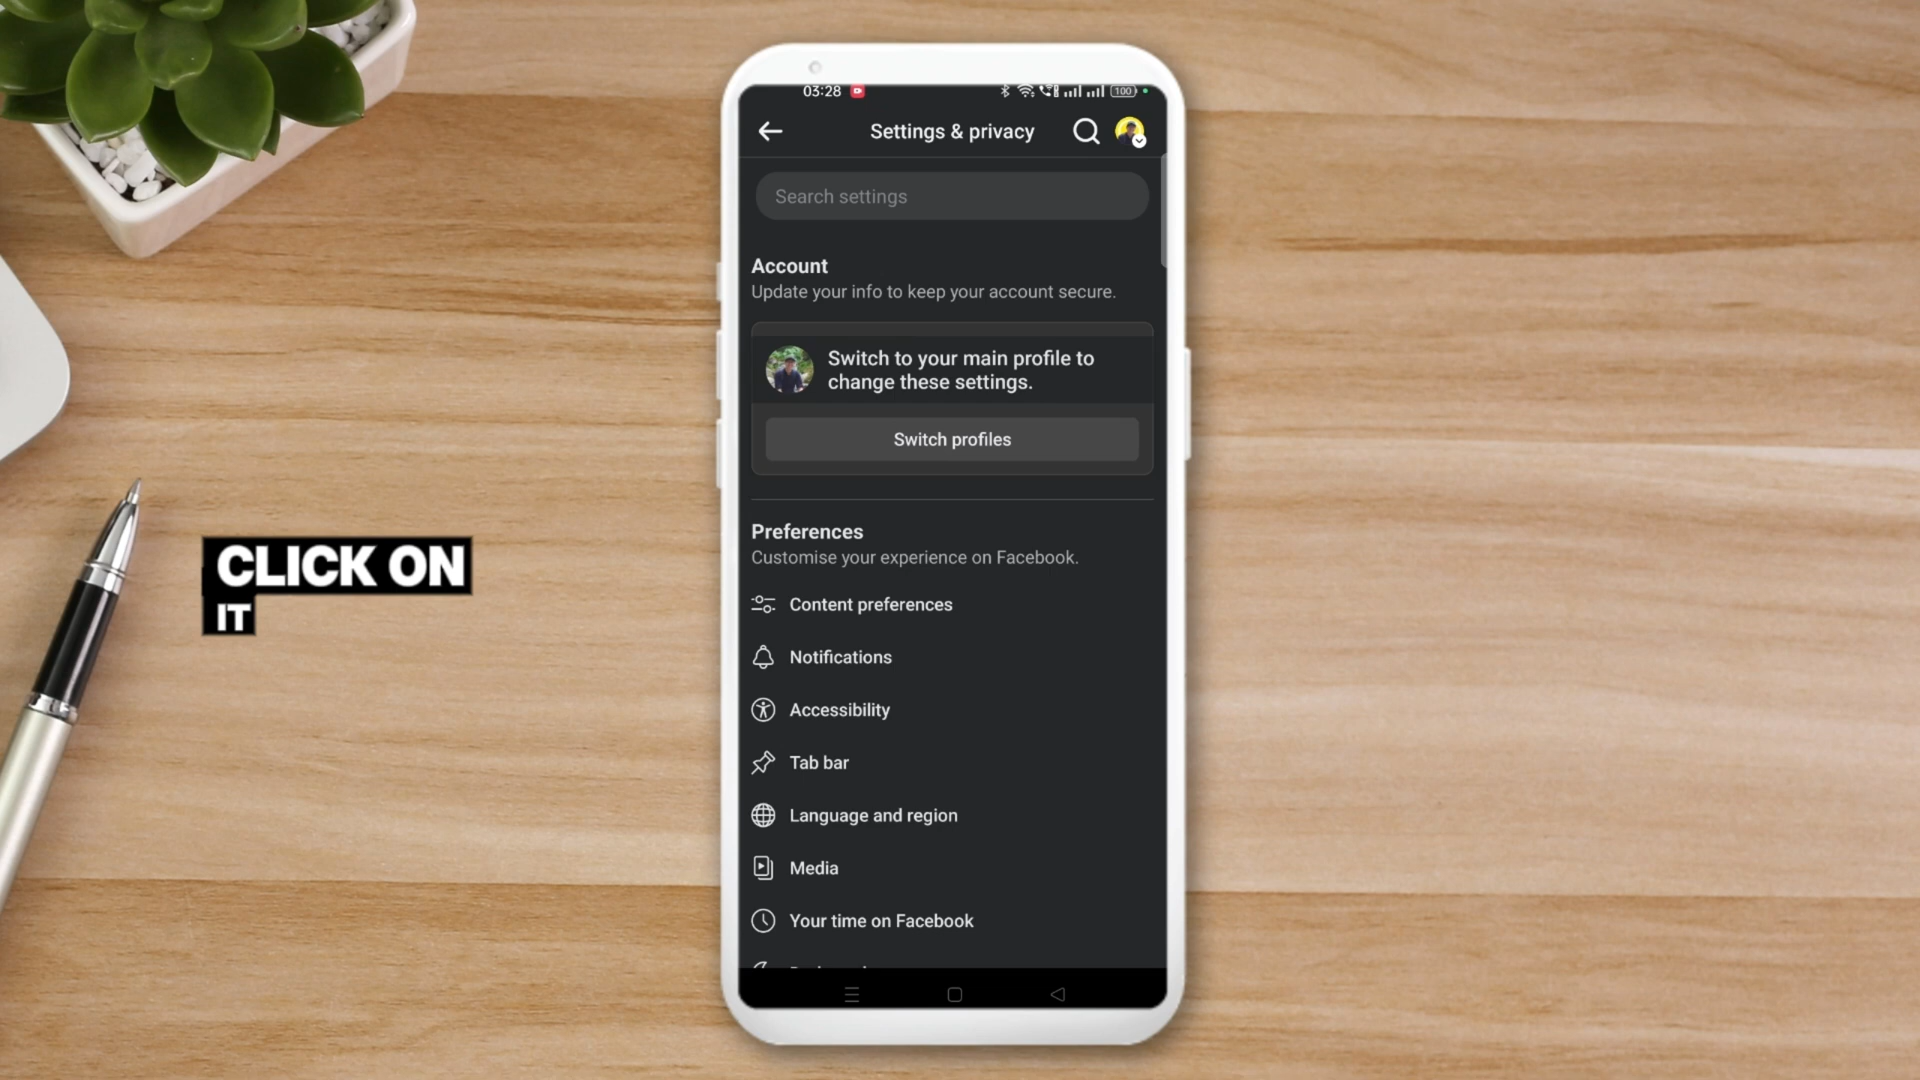 03:28
100
Settings & privacy
Search settings
Account
Update your info to keep your account secure.
Switch to your main profile to
change these settings.
Switch profiles
Preferences
Customise your experience on Facebook.
Content preferences
Notifications
Accessibility
Tab bar
Language and region
Media
Your time on Facebook
CLICK ON
IT